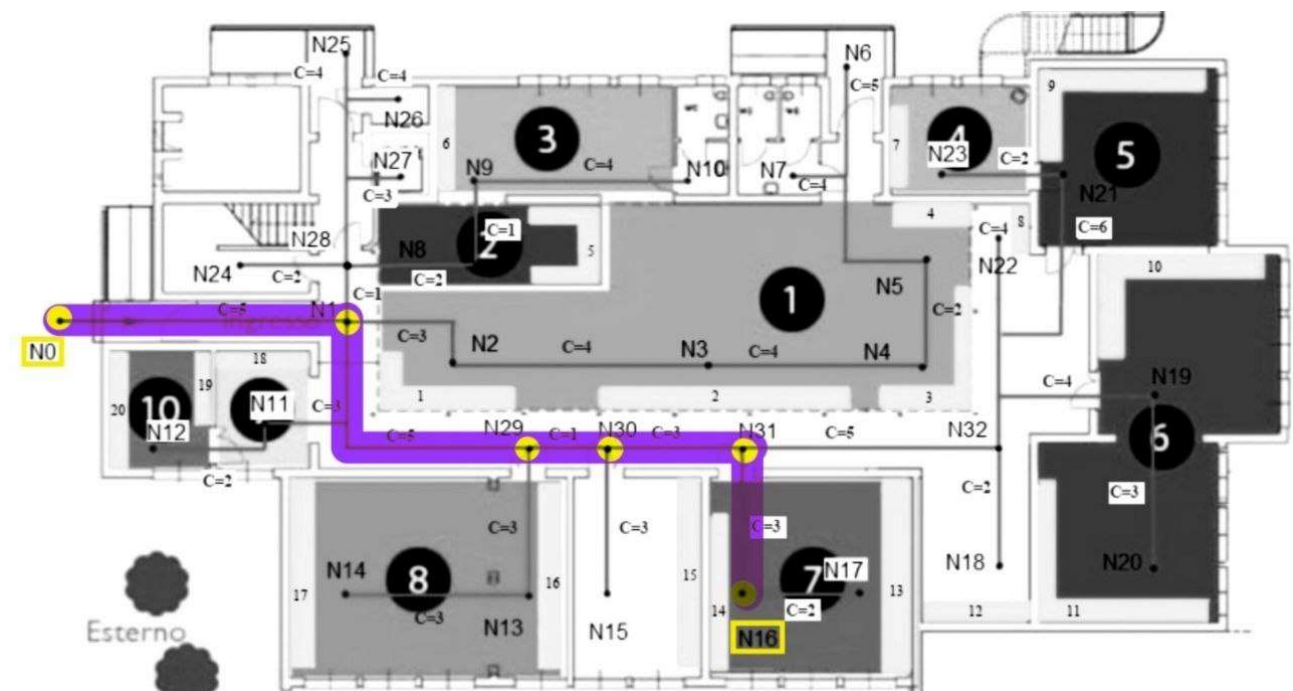 N25
N6
C=4
C=4
C=5
9
N26
6
3
WC
WC
WC
7
4
5
N27
N9
C=4
N10
N7
C=4
N23
C=2
N21
C=3
N28
N8
C=1
2
5
4
8
C=4
C=6
N24
C=2
C=2
N22
10
C=1
1
N5
C=5
N1
Ingresso
C=3
C=2
N0
N2
C=4
N3
C=4
N4
18
1
2
3
C=4
N19
20
10
19
N11
C=3
N12
C=5
N29
C=1
N30
C=3
N31
C=5
N32
6
C=2
C=2
C=3
C=3
C=3
C=3
N14
8
N17
N18
N20
17
16
15
14
7
13
12
11
C=3
N13
N15
C=2
N16
Esterno